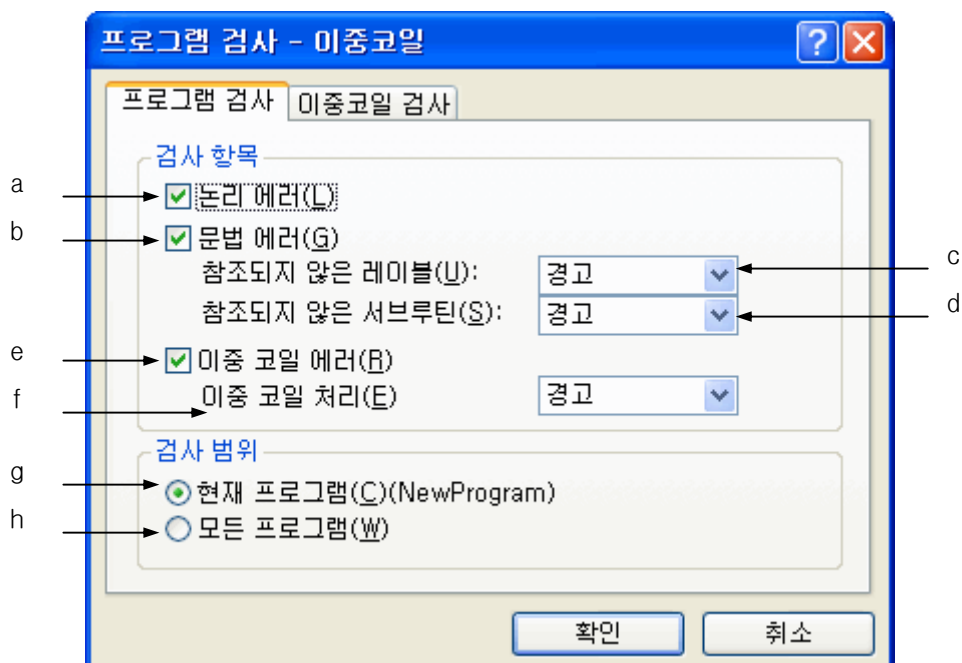 프로그램 검사 - 이중코일
프로그램 검사 이중코일 검사
검사 항목
a 논리 에러(L)
b 문법 에러(G)
참조되지 않은 레이블(U): 경고 c
참조되지 않은 서브루틴(S): 경고 d
e 이중 코일 에러(R)
f 이중 코일 처리(E) 경고
검사 범위
g 현재 프로그램(C)(NewProgram)
h 모든 프로그램(W)
확인 취소